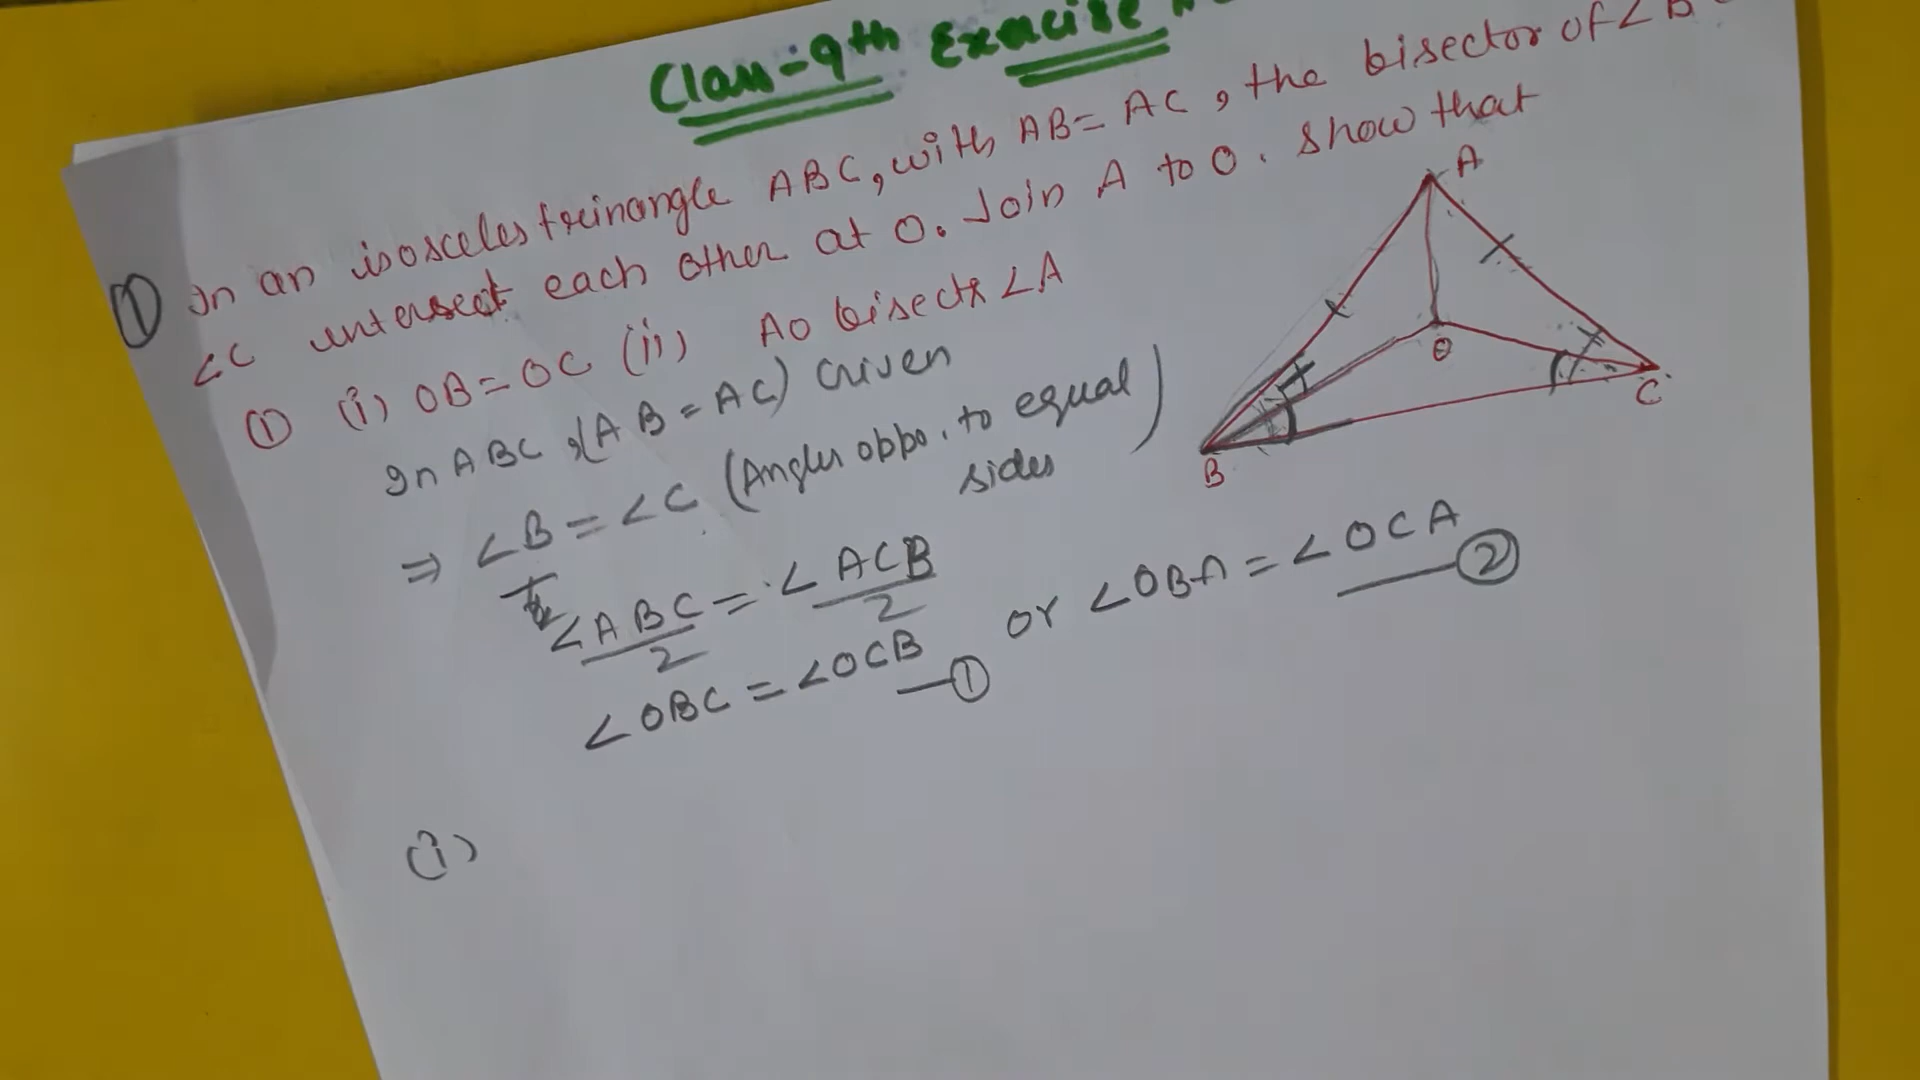 Class-9th Exercise
① In an isosceles treinangle ABC, with AB = AC, the bisector of ∠B
∠C intersect each other at O. Join A to O. Show that
① (i) OB = OC (ii) AO bisects ∠A
In ABC, (AB = AC) Given
⇒ ∠B = ∠C (Angles oppo. to equal sides)
∠ABC/2 = ∠ACB/2
∠OBC = ∠OCB —① or ∠OBA = ∠OCA —②
(i)
A
O
B
C